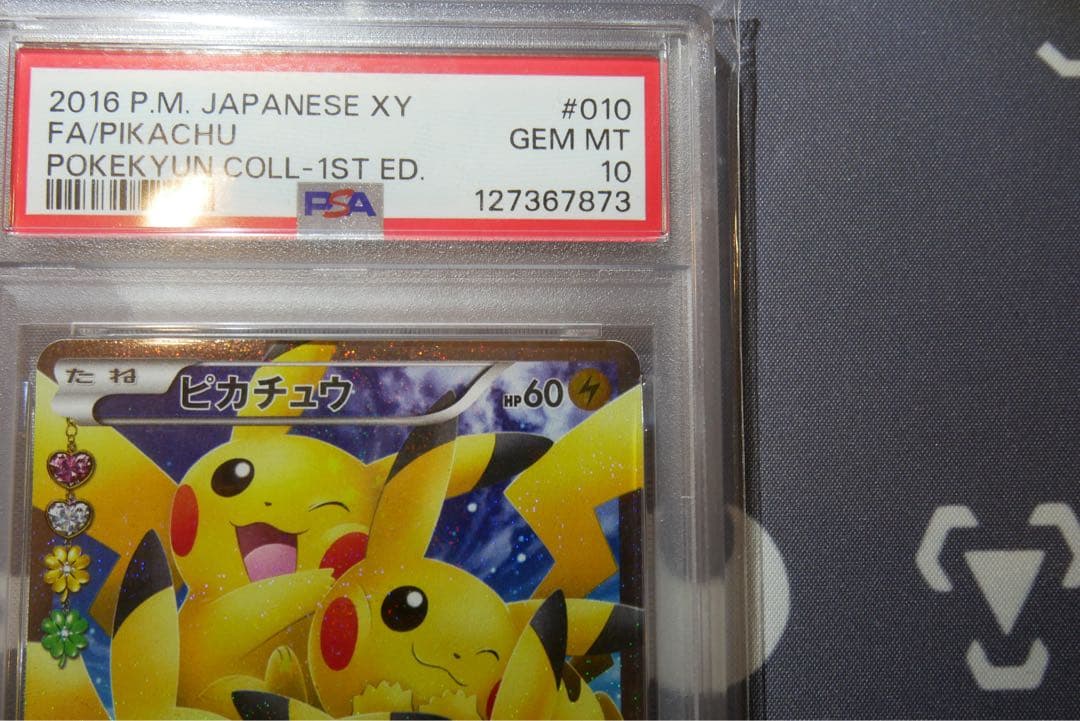 2016 P.M. JAPANESE XY #010
FA/PIKACHU GEM MT
POKEKYUN COLL-1ST ED. 10
PSA 127367873
たね ピカチュウ HP60